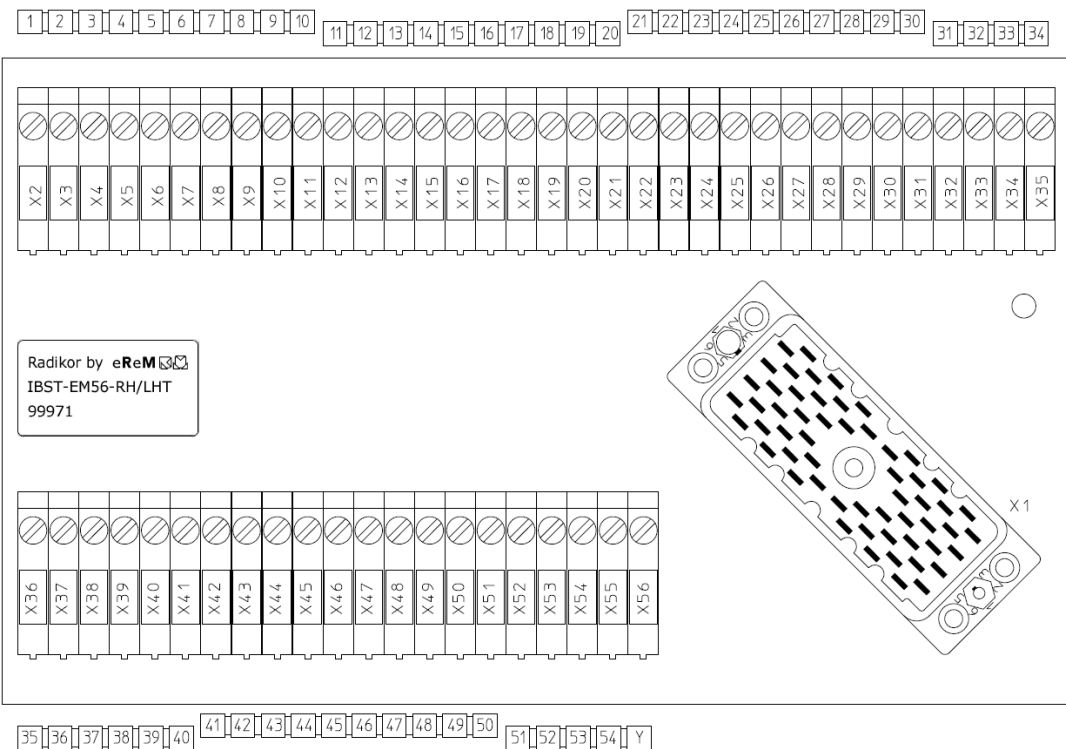 1 2 3 4 5 6 7 8 9 10 11 12 13 14 15 16 17 18 19 20 21 22 23 24 25 26 27 28 29 30 31 32 33 34
X2 X3 X4 X5 X6 X7 X8 X9 X10 X11 X12 X13 X14 X15 X16 X17 X18 X19 X20 X21 X22 X23 X24 X25 X26 X27 X28 X29 X30 X31 X32 X33 X34 X35
Radikor by eReM
IBST-EM56-RH/LHT
99971
X1
X36 X37 X38 X39 X40 X41 X42 X43 X44 X45 X46 X47 X48 X49 X50 X51 X52 X53 X54 X55 X56
35 36 37 38 39 40 41 42 43 44 45 46 47 48 49 50 51 52 53 54 Y